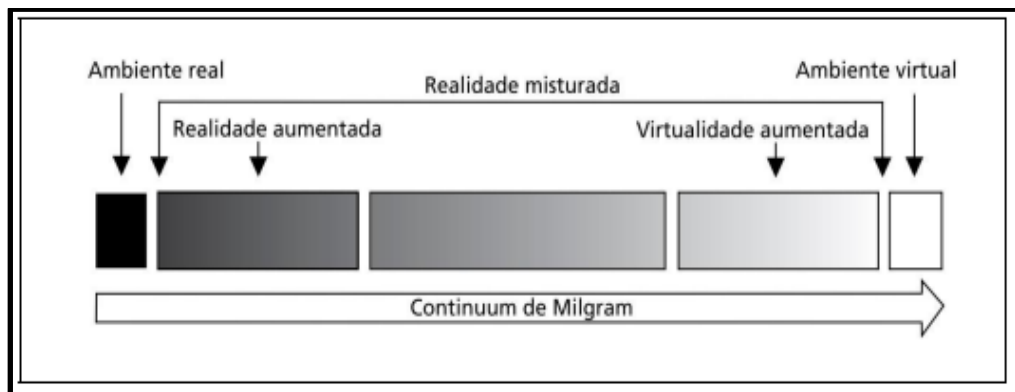 Ambiente real
Ambiente virtual
Realidade misturada
Realidade aumentada
Virtualidade aumentada
Continuum de Milgram